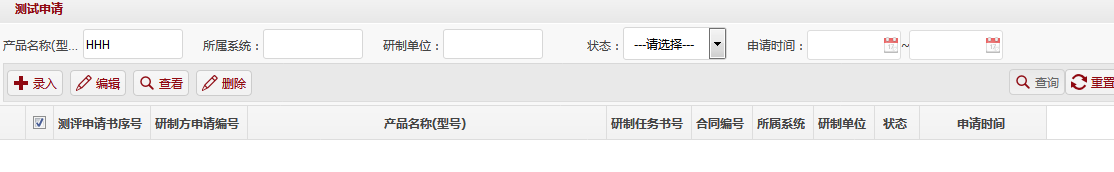 测试申请
产品名称(型... HHH 所属系统： 研制单位： 状态： ---请选择--- 申请时间： ~
录入 编辑 查看 删除 查询 重置
测评申请书序号 研制方申请编号 产品名称(型号) 研制任务书号 合同编号 所属系统 研制单位 状态 申请时间